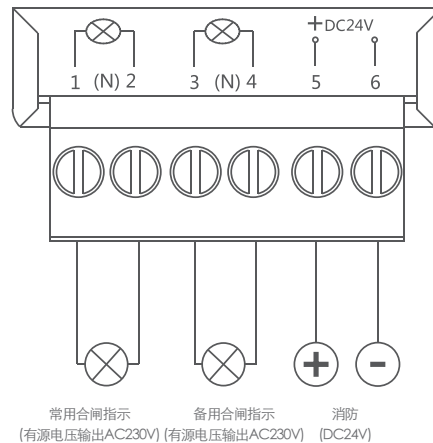 +DC24V
1 (N) 2 3 (N) 4 5 6
+ -
常用合闸指示 备用合闸指示 消防
(有源电压输出AC230V) (有源电压输出AC230V) (DC24V)